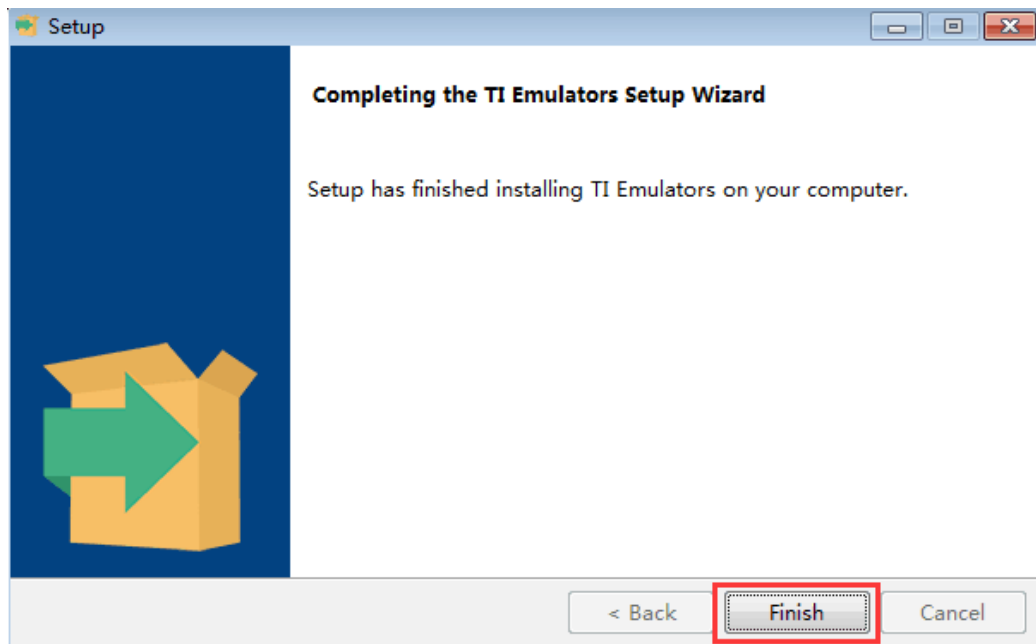 Setup
Completing the TI Emulators Setup Wizard
Setup has finished installing TI Emulators on your computer.
< Back Finish Cancel